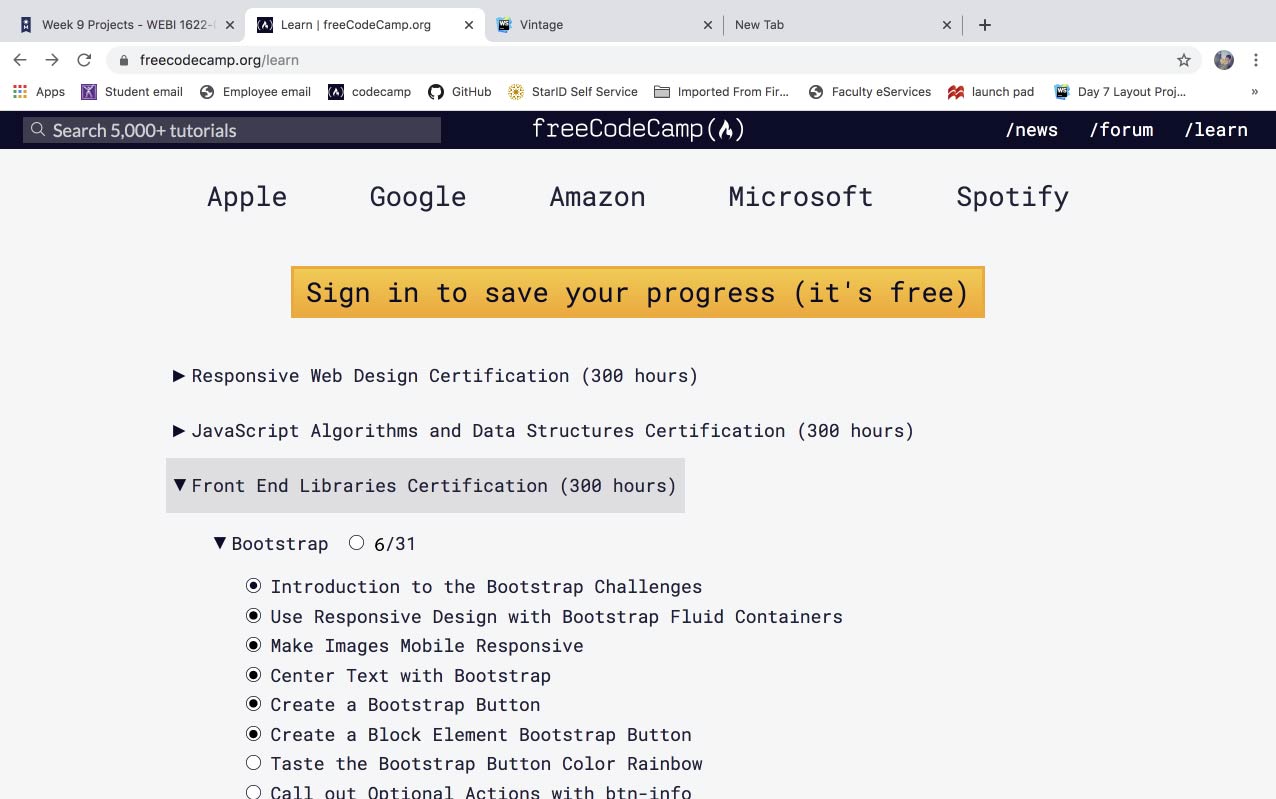 Week 9 Projects - WEBI 1622-
Learn | freeCodeCamp.org
Vintage
New Tab
freecodecamp.org/learn
Apps Student email Employee email codecamp GitHub StarID Self Service Imported From Fir... Faculty eServices launch pad Day 7 Layout Proj... »
Search 5,000+ tutorials freeCodeCamp /news /forum /learn
Apple Google Amazon Microsoft Spotify
Sign in to save your progress (it's free)
Responsive Web Design Certification (300 hours)
JavaScript Algorithms and Data Structures Certification (300 hours)
Front End Libraries Certification (300 hours)
Bootstrap 6/31
Introduction to the Bootstrap Challenges
Use Responsive Design with Bootstrap Fluid Containers
Make Images Mobile Responsive
Center Text with Bootstrap
Create a Bootstrap Button
Create a Block Element Bootstrap Button
Taste the Bootstrap Button Color Rainbow
Call out Optional Actions with btn-info